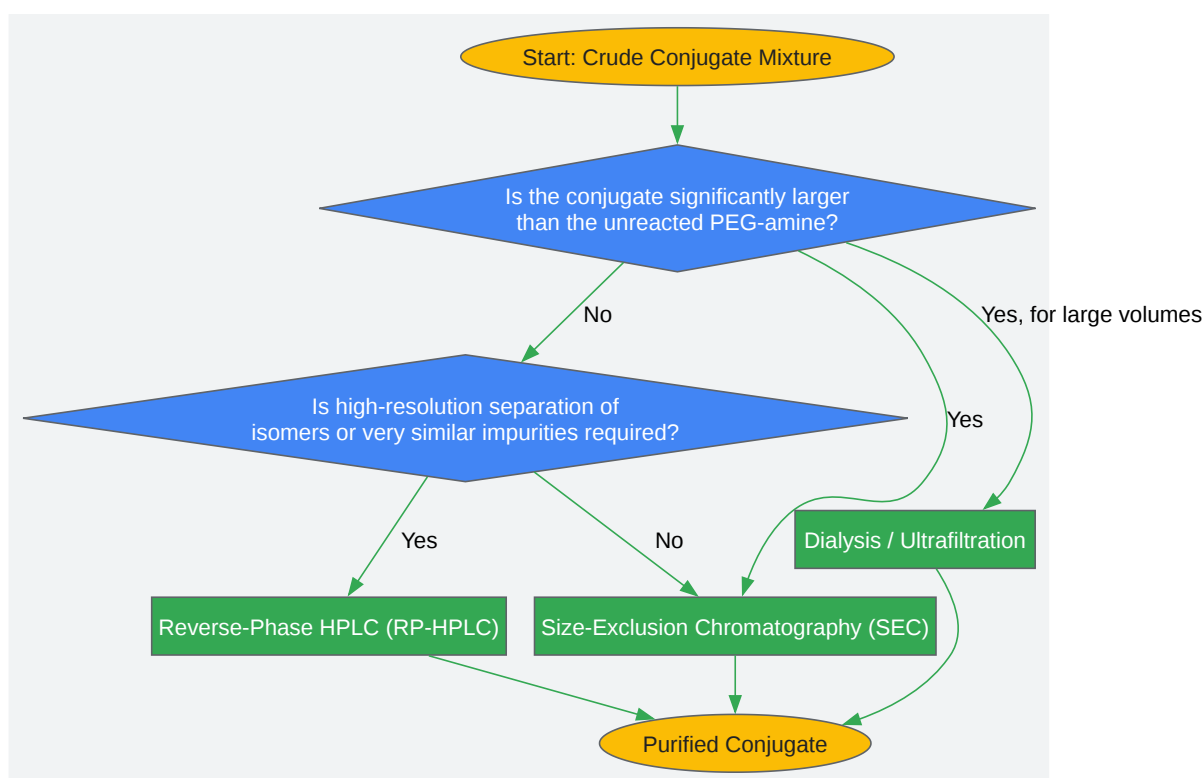 Start: Crude Conjugate Mixture
Is the conjugate significantly larger
than the unreacted PEG-amine?
No
Yes, for large volumes
Is high-resolution separation of
isomers or very similar impurities required?
Yes
Yes
No
Dialysis / Ultrafiltration
Reverse-Phase HPLC (RP-HPLC)
Size-Exclusion Chromatography (SEC)
Purified Conjugate